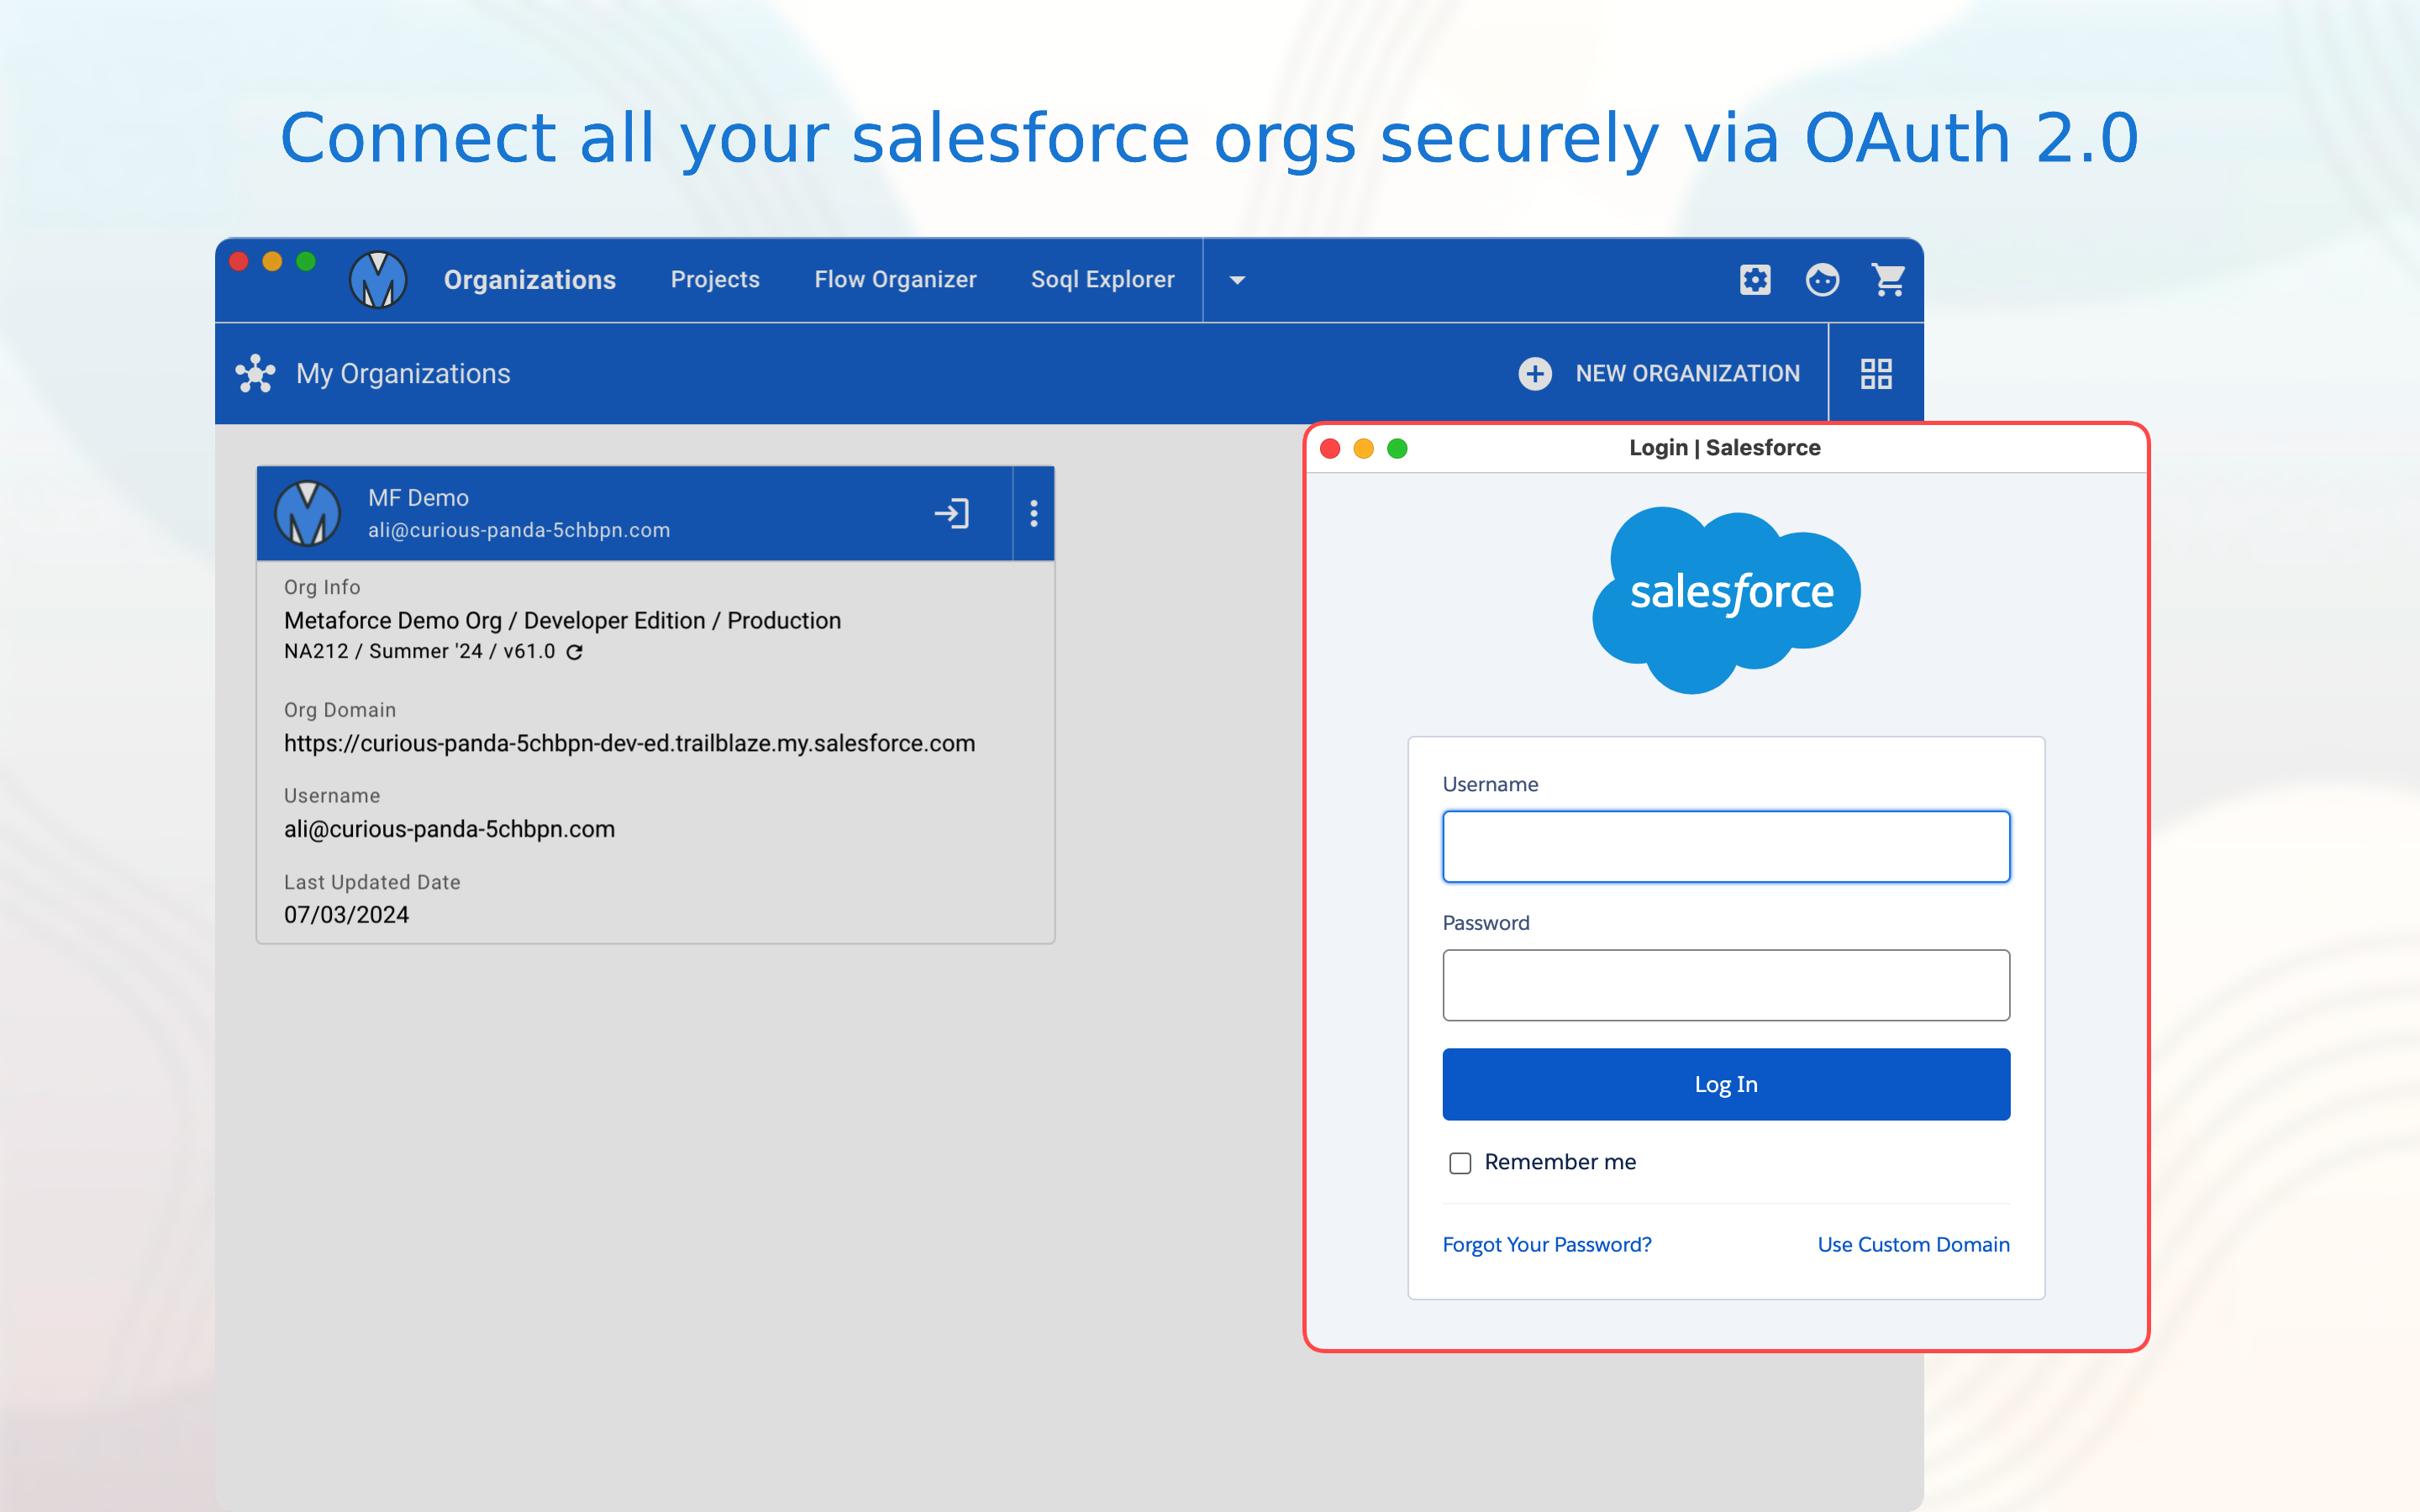 Connect all your salesforce orgs securely via OAuth 2.0
Organizations Projects Flow Organizer Soql Explorer
My Organizations NEW ORGANIZATION
MF Demo
ali@curious-panda-5chbpn.com
Org Info
Metaforce Demo Org / Developer Edition / Production
NA212 / Summer '24 / v61.0
Org Domain
https://curious-panda-5chbpn-dev-ed.trailblaze.my.salesforce.com
Username
ali@curious-panda-5chbpn.com
Last Updated Date
07/03/2024
Login | Salesforce
salesforce
Username
Password
Log In
Remember me
Forgot Your Password? Use Custom Domain